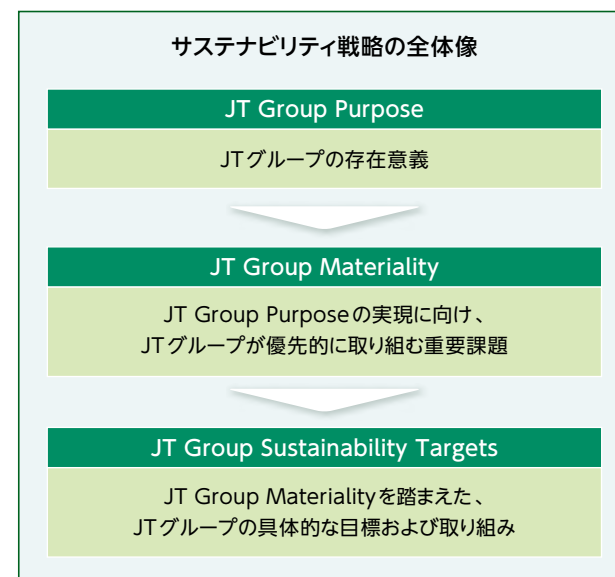 サステナビリティ戦略の全体像
JT Group Purpose
JTグループの存在意義
JT Group Materiality
JT Group Purposeの実現に向け、
JTグループが優先的に取り組む重要課題
JT Group Sustainability Targets
JT Group Materialityを踏まえた、
JTグループの具体的な目標および取り組み